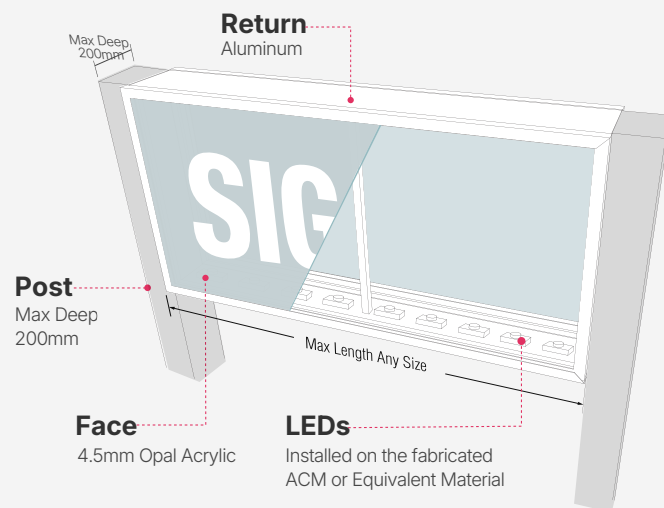 Return
Aluminum
Max Deep
200mm
SIG
Post
Max Deep
200mm
Max Length Any Size
Face
4.5mm Opal Acrylic
LEDs
Installed on the fabricated
ACM or Equivalent Material